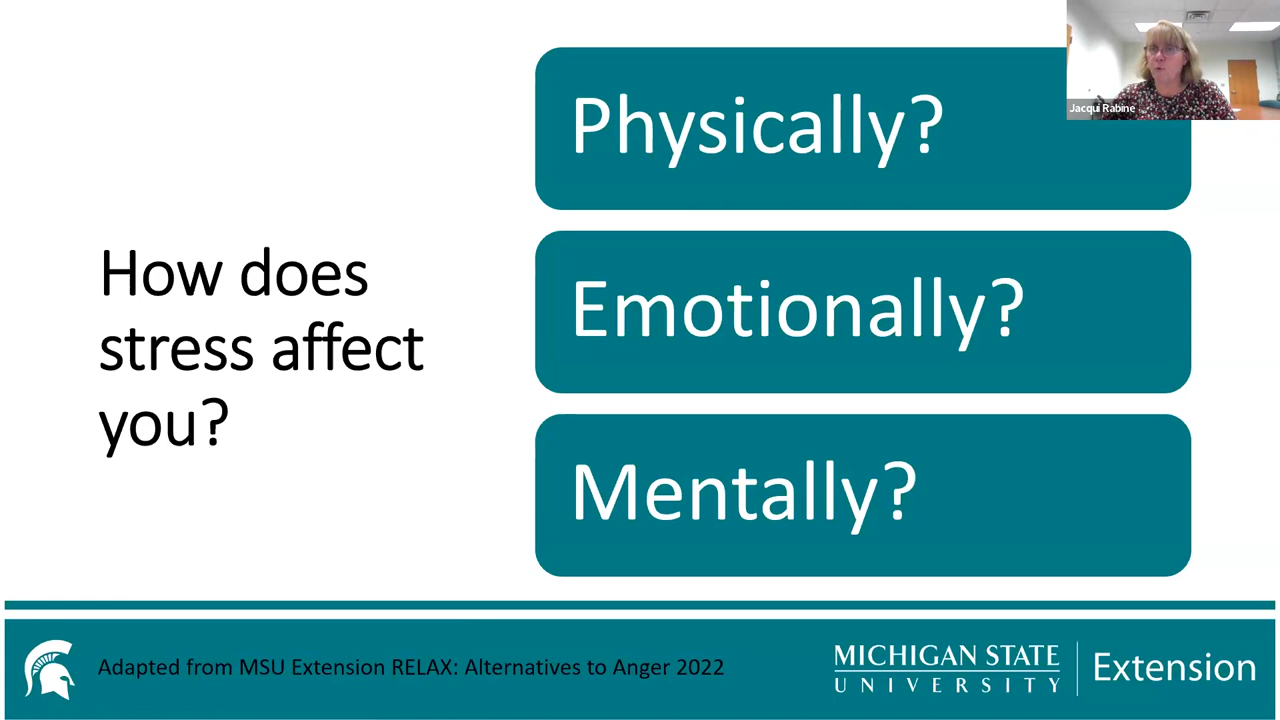 How does
stress affect
you?
Physically?
Emotionally?
Mentally?
Jacqui Rabine
Adapted from MSU Extension RELAX: Alternatives to Anger 2022
MICHIGAN STATE
UNIVERSITY
Extension